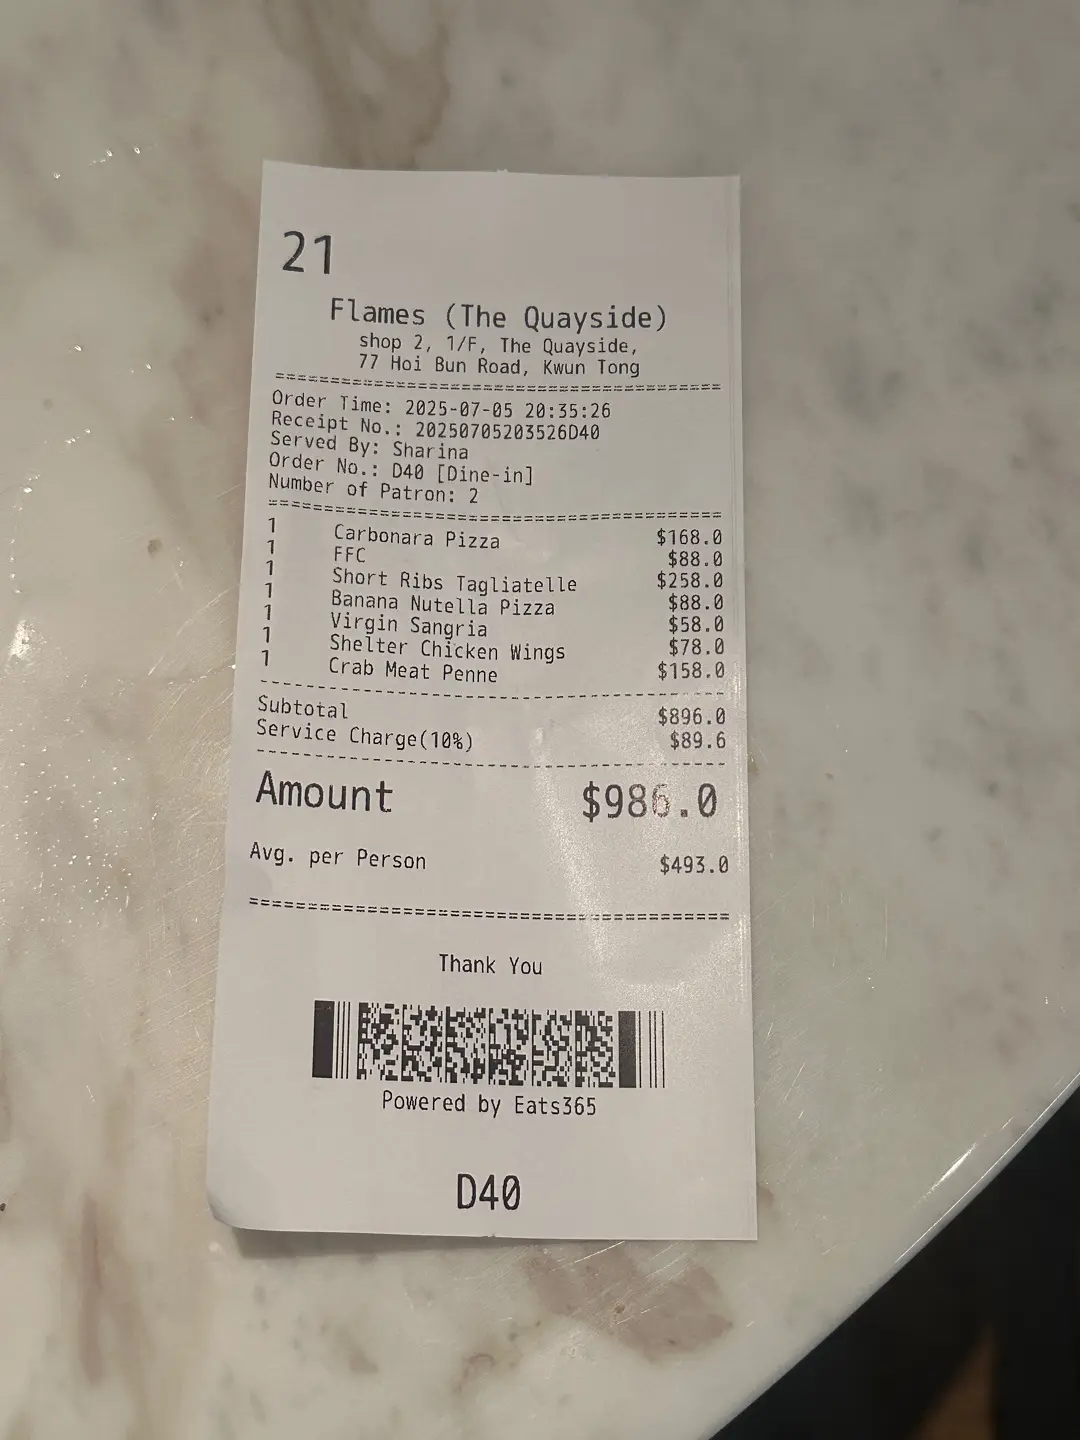 21
Flames (The Quayside)
shop 2, 1/F, The Quayside,
77 Hoi Bun Road, Kwun Tong
========================================
Order Time: 2025-07-05 20:35:26
Receipt No.: 20250705203526D40
Served By: Sharina
Order No.: D40 [Dine-in]
Number of Patron: 2
========================================
1 Carbonara Pizza $168.0
1 FFC $88.0
1 Short Ribs Tagliatelle $258.0
1 Banana Nutella Pizza $88.0
1 Virgin Sangria $58.0
1 Shelter Chicken Wings $78.0
1 Crab Meat Penne $158.0
----------------------------------------
Subtotal $896.0
Service Charge(10%) $89.6
----------------------------------------
Amount $986.0
Avg. per Person $493.0
========================================
Thank You
Powered by Eats365
D40